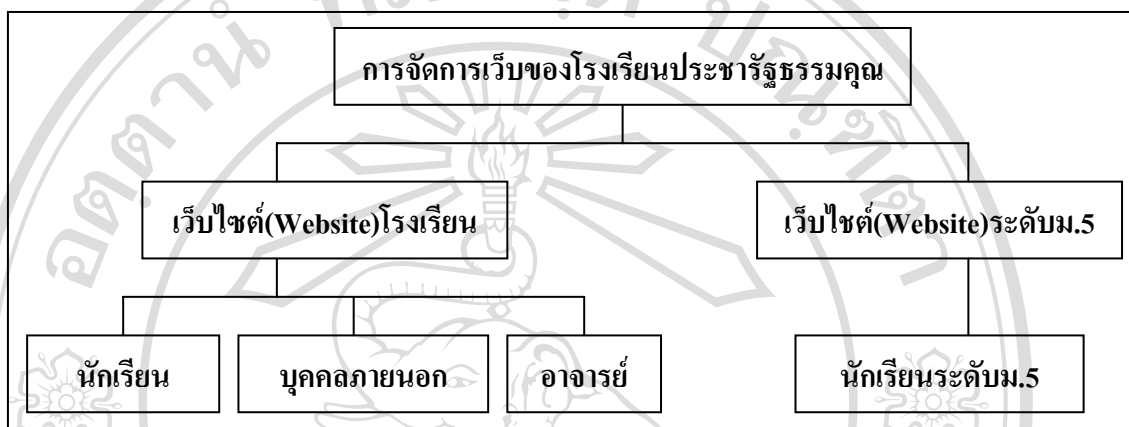 การจัดการเว็บของโรงเรียนประชารัฐธรรมคุณ
เว็บไซต์(Website)โรงเรียน
เว็บไชต์(Website)ระดับม.5
นักเรียน
บุคคลภายนอก
อาจารย์
นักเรียนระดับม.5